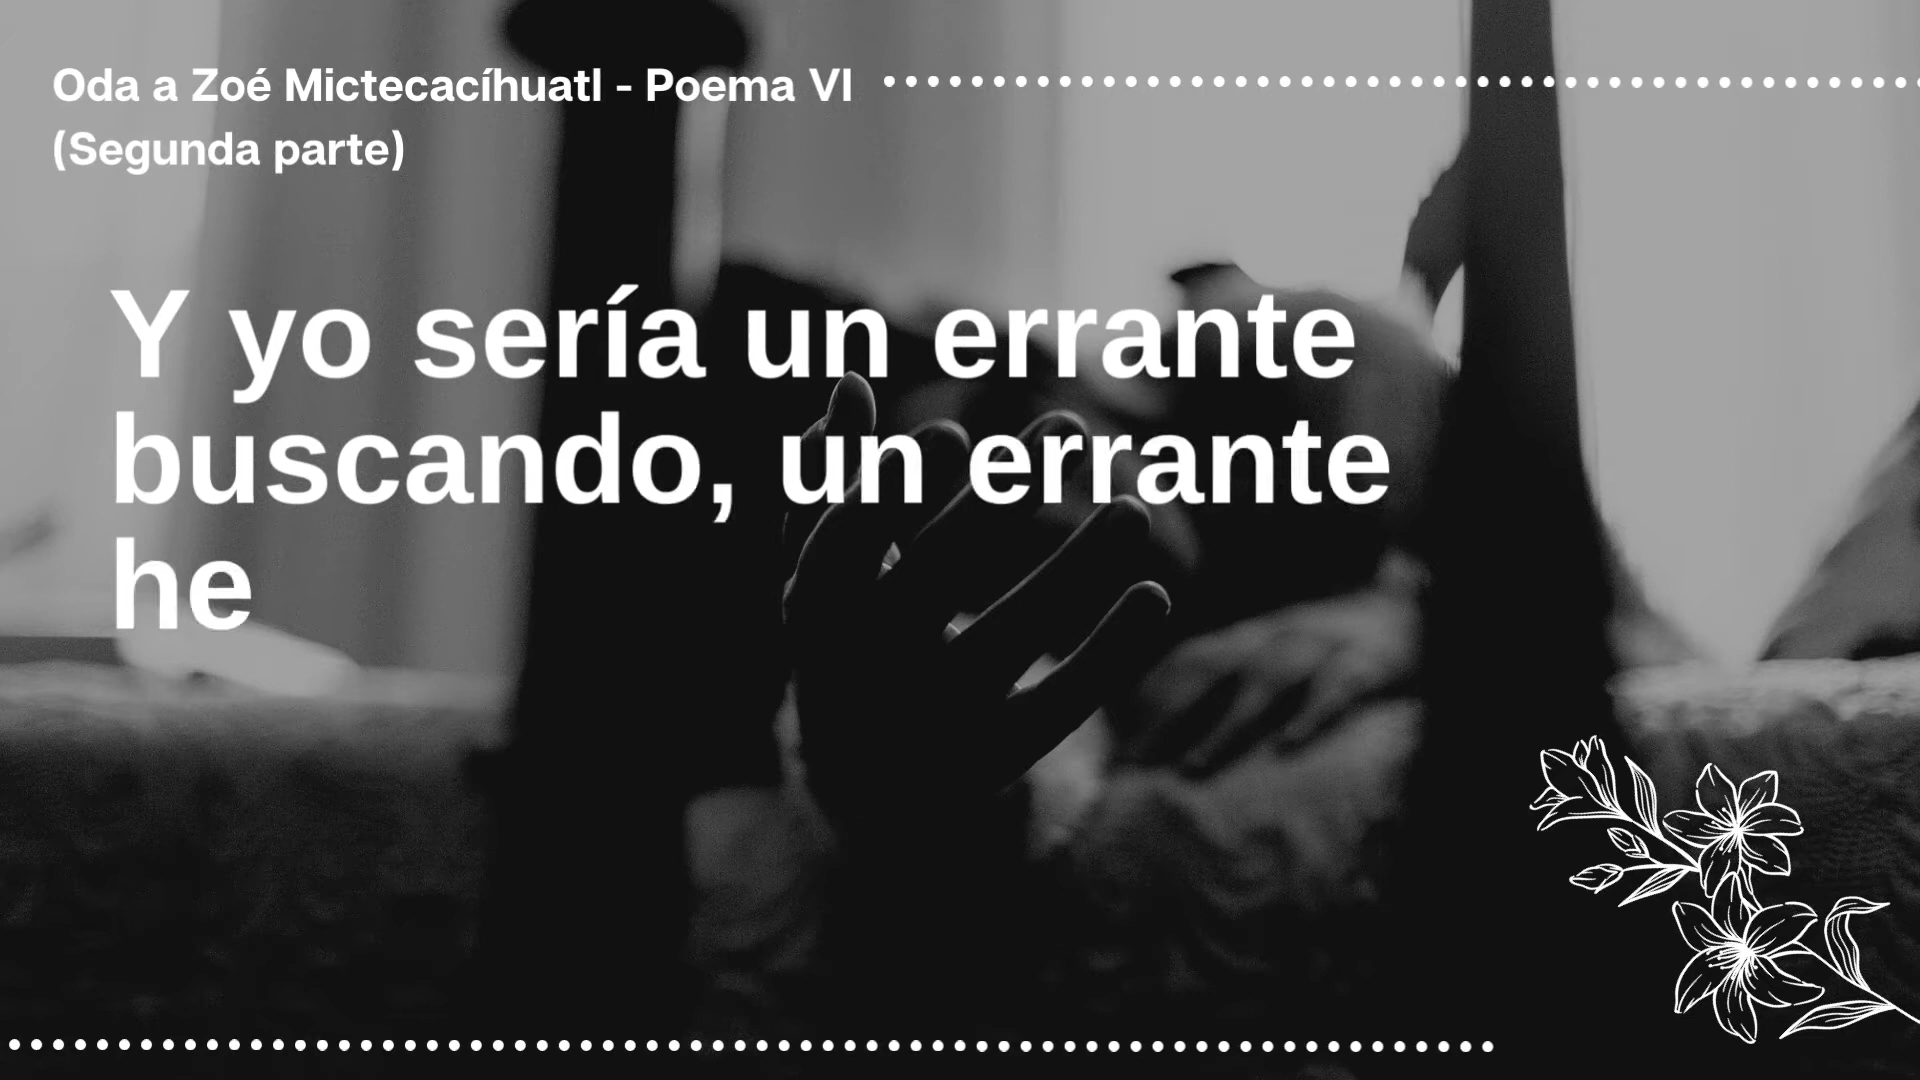 Oda a Zoé Mictecacíhuatl - Poema VI
(Segunda parte)
Y yo sería un errante
buscando, un errante
he